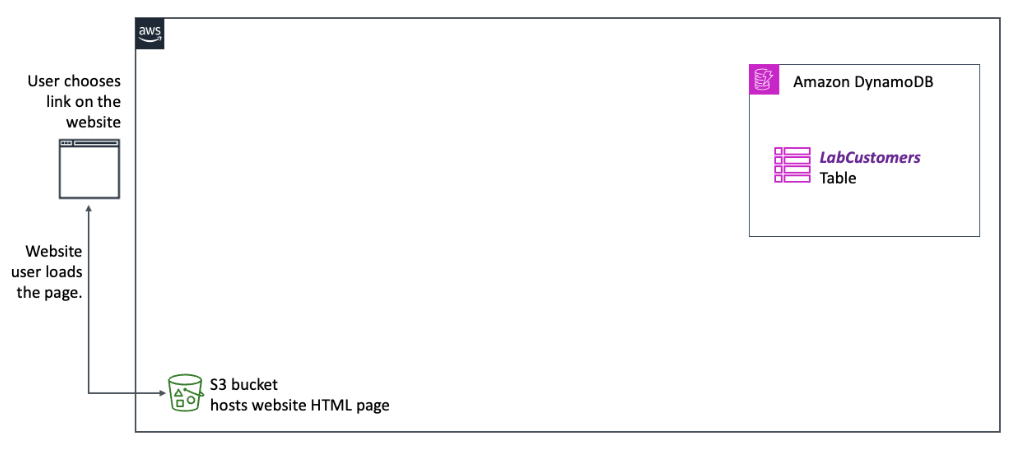 aws
User chooses
link on the
website
Amazon DynamoDB
LabCustomers
Table
Website
user loads
the page.
S3 bucket
hosts website HTML page